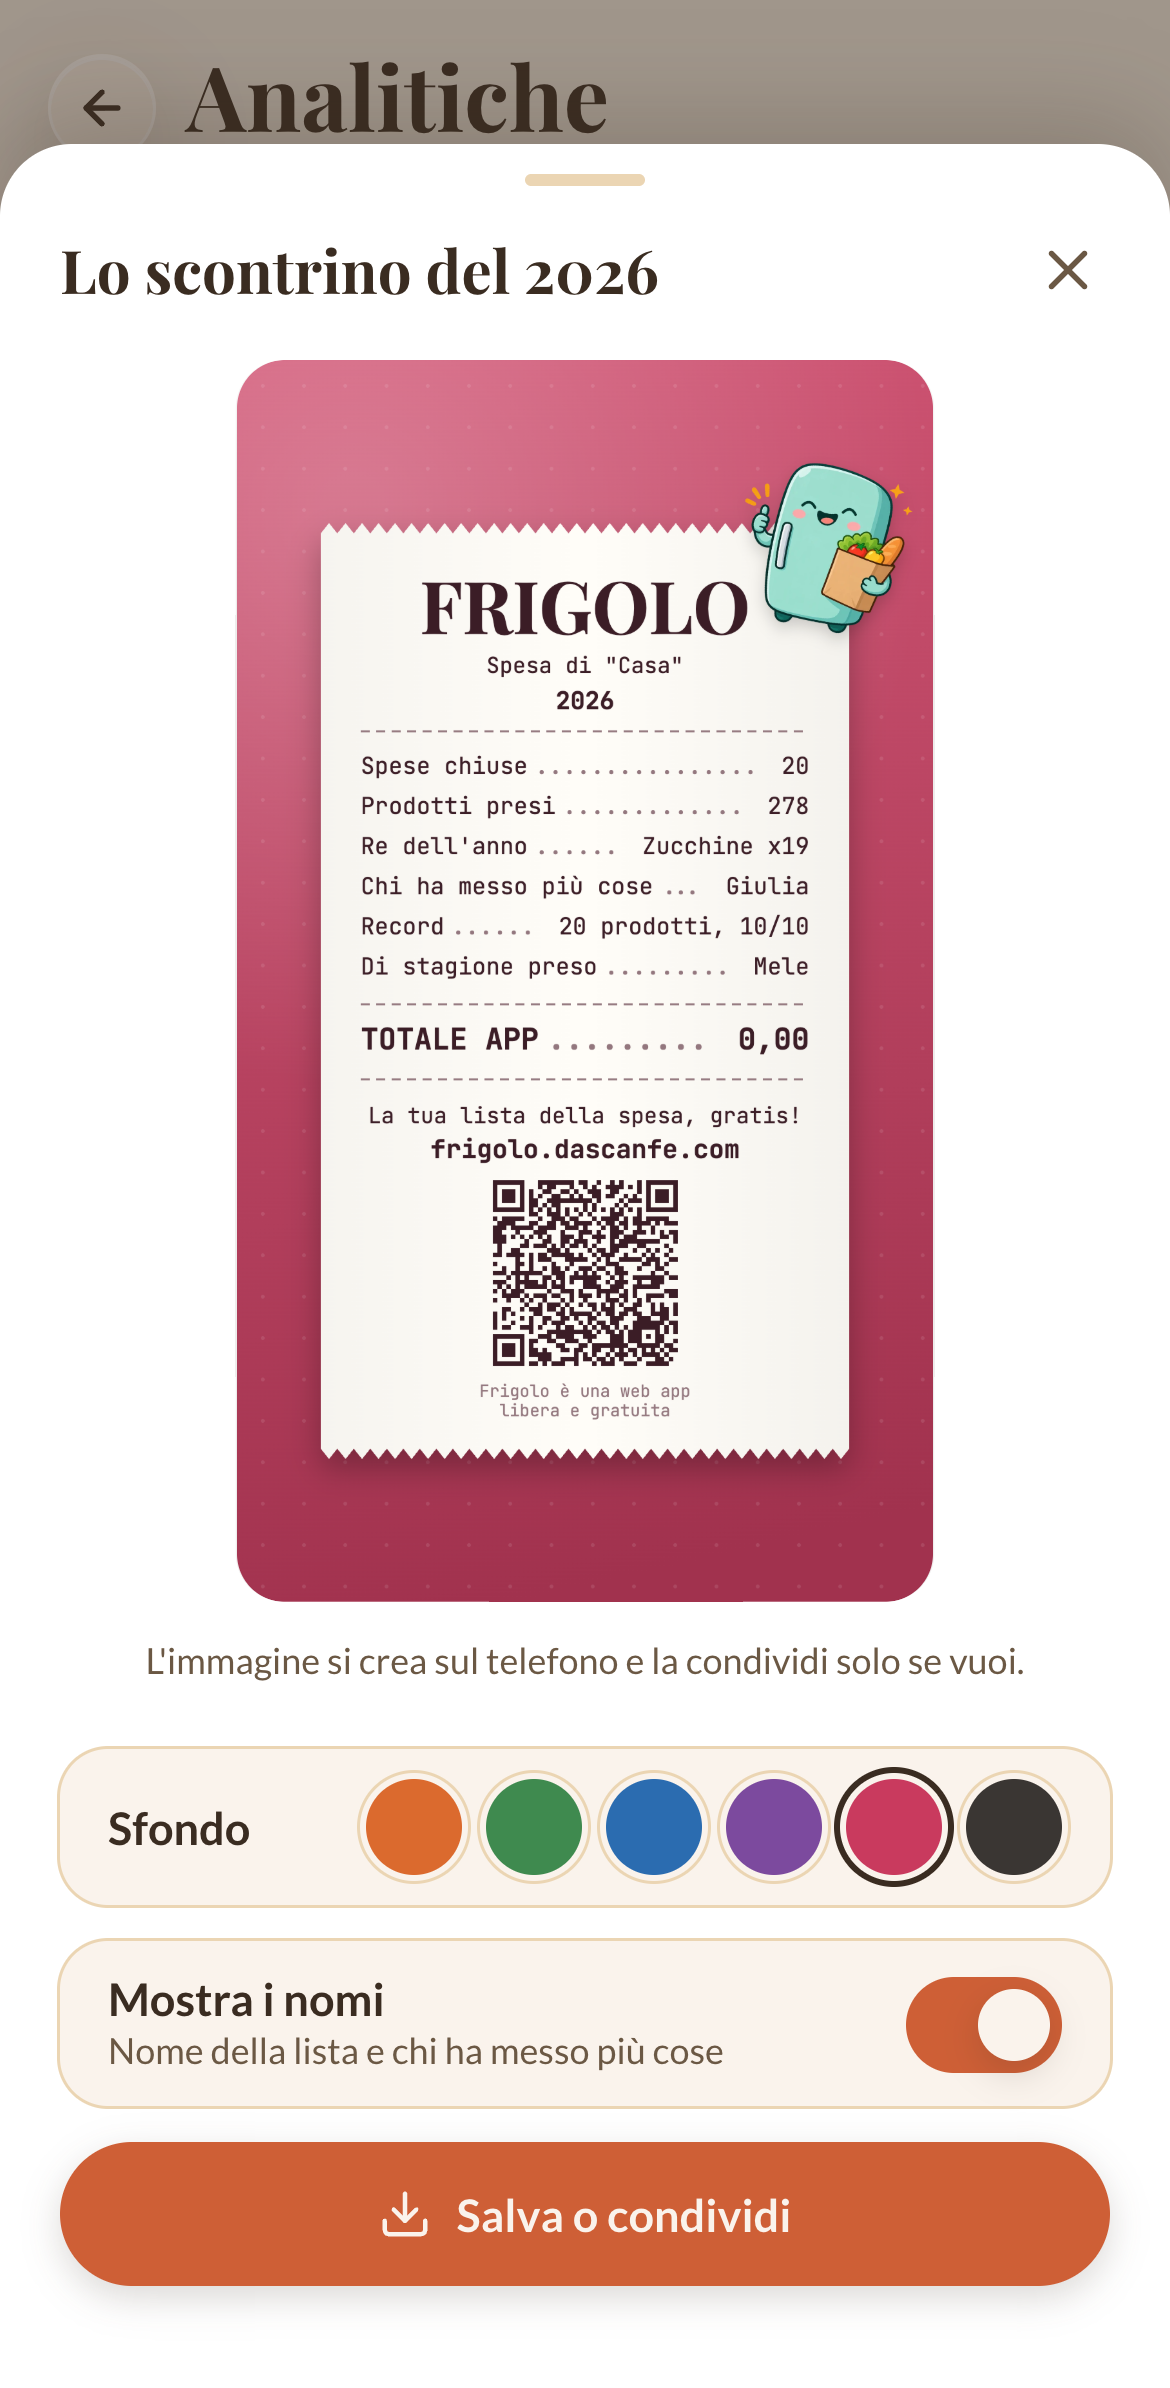 Analitiche
Lo scontrino del 2026
FRIGOLO
Spesa di "Casa"
2026
Spese chiuse ................ 20
Prodotti presi ............. 278
Re dell'anno ...... Zucchine x19
Chi ha messo più cose ... Giulia
Record ...... 20 prodotti, 10/10
Di stagione preso ......... Mele
TOTALE APP ......... 0,00
La tua lista della spesa, gratis!
frigolo.dascanfe.com
Frigolo è una web app
libera e gratuita
L'immagine si crea sul telefono e la condividi solo se vuoi.
Sfondo
Mostra i nomi
Nome della lista e chi ha messo più cose
Salva o condividi